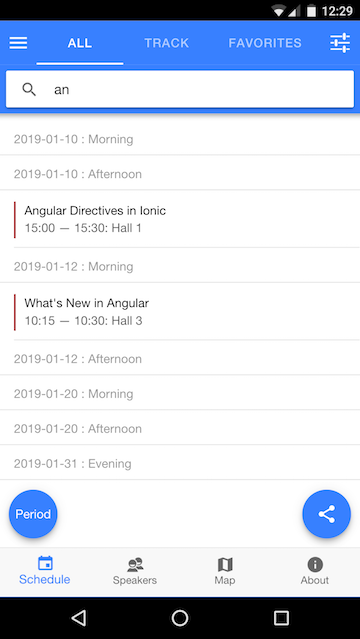 12:29
ALL TRACK FAVORITES
an
2019-01-10 : Morning
2019-01-10 : Afternoon
Angular Directives in Ionic
15:00 — 15:30: Hall 1
2019-01-12 : Morning
What's New in Angular
10:15 — 10:30: Hall 3
2019-01-12 : Afternoon
2019-01-20 : Morning
2019-01-20 : Afternoon
2019-01-31 : Evening
Period
Schedule Speakers Map About